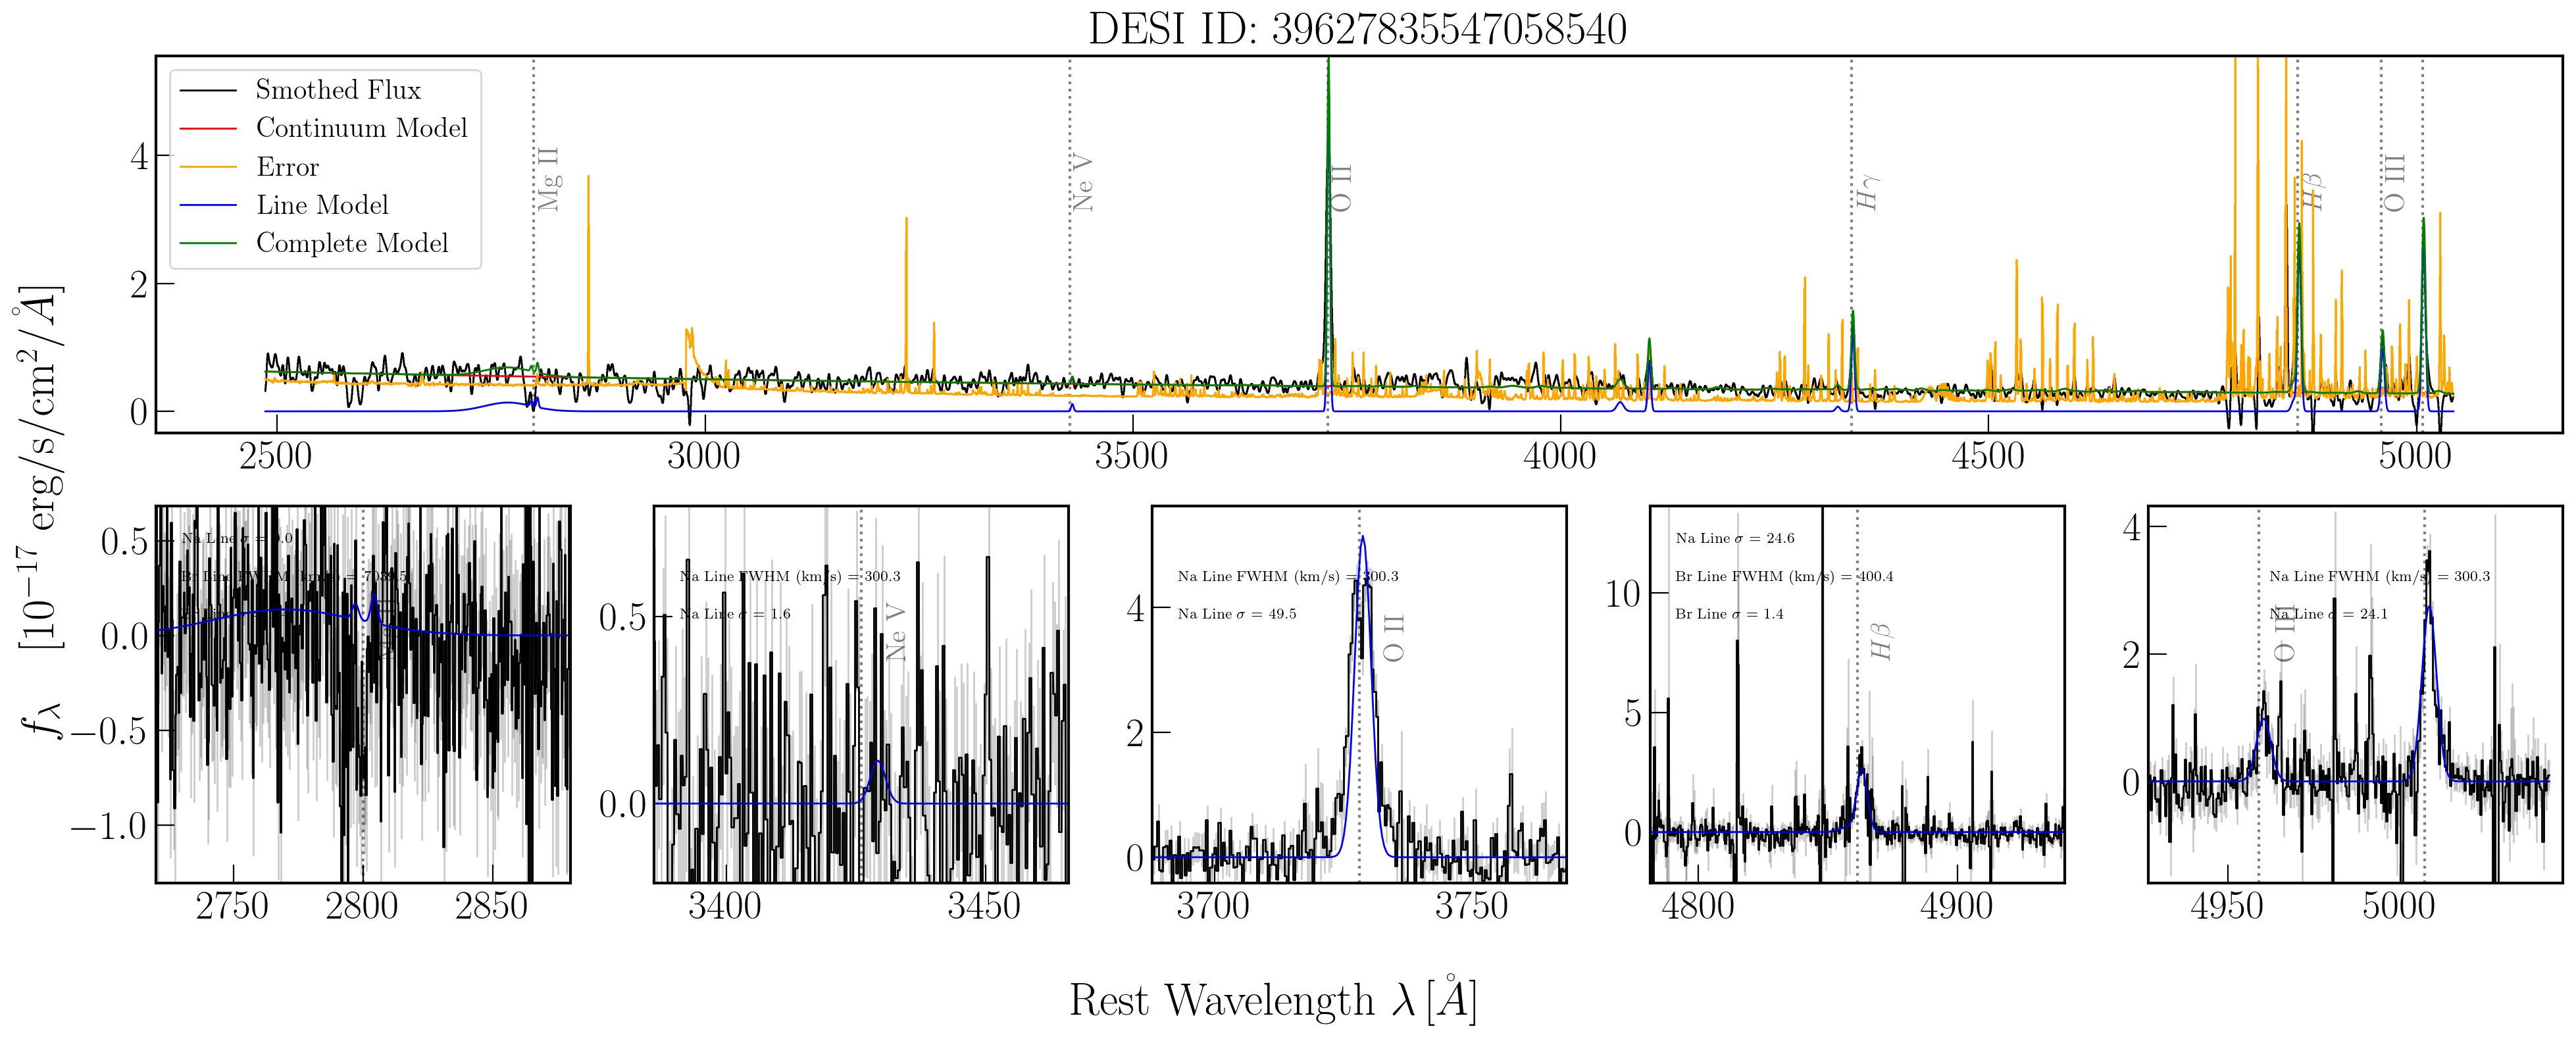 DESI ID: 39627835547058540
Smothed Flux
Continuum Model
Error
Line Model
Complete Model
Mg II
Ne V
O II
Hγ
Hβ
O III
4
2
0
2500 3000 3500 4000 4500 5000
f_λ [10^−17 erg/s/cm^2/Å]
0.5
0.0
−0.5
−1.0
2750 2800 2850
Na Line FWHM (km/s) = 300.3
Na Line σ = 1.6
Ne V
0.5
0.0
3400 3450
Na Line FWHM (km/s) = 300.3
Na Line σ = 49.5
O II
4
2
0
3700 3750
Na Line σ = 24.6
Br Line FWHM (km/s) = 400.4
Br Line σ = 1.4
Hβ
10
5
0
4800 4900
Na Line FWHM (km/s) = 300.3
Na Line σ = 24.1
O III
4
2
0
4950 5000
Rest Wavelength λ [Å]